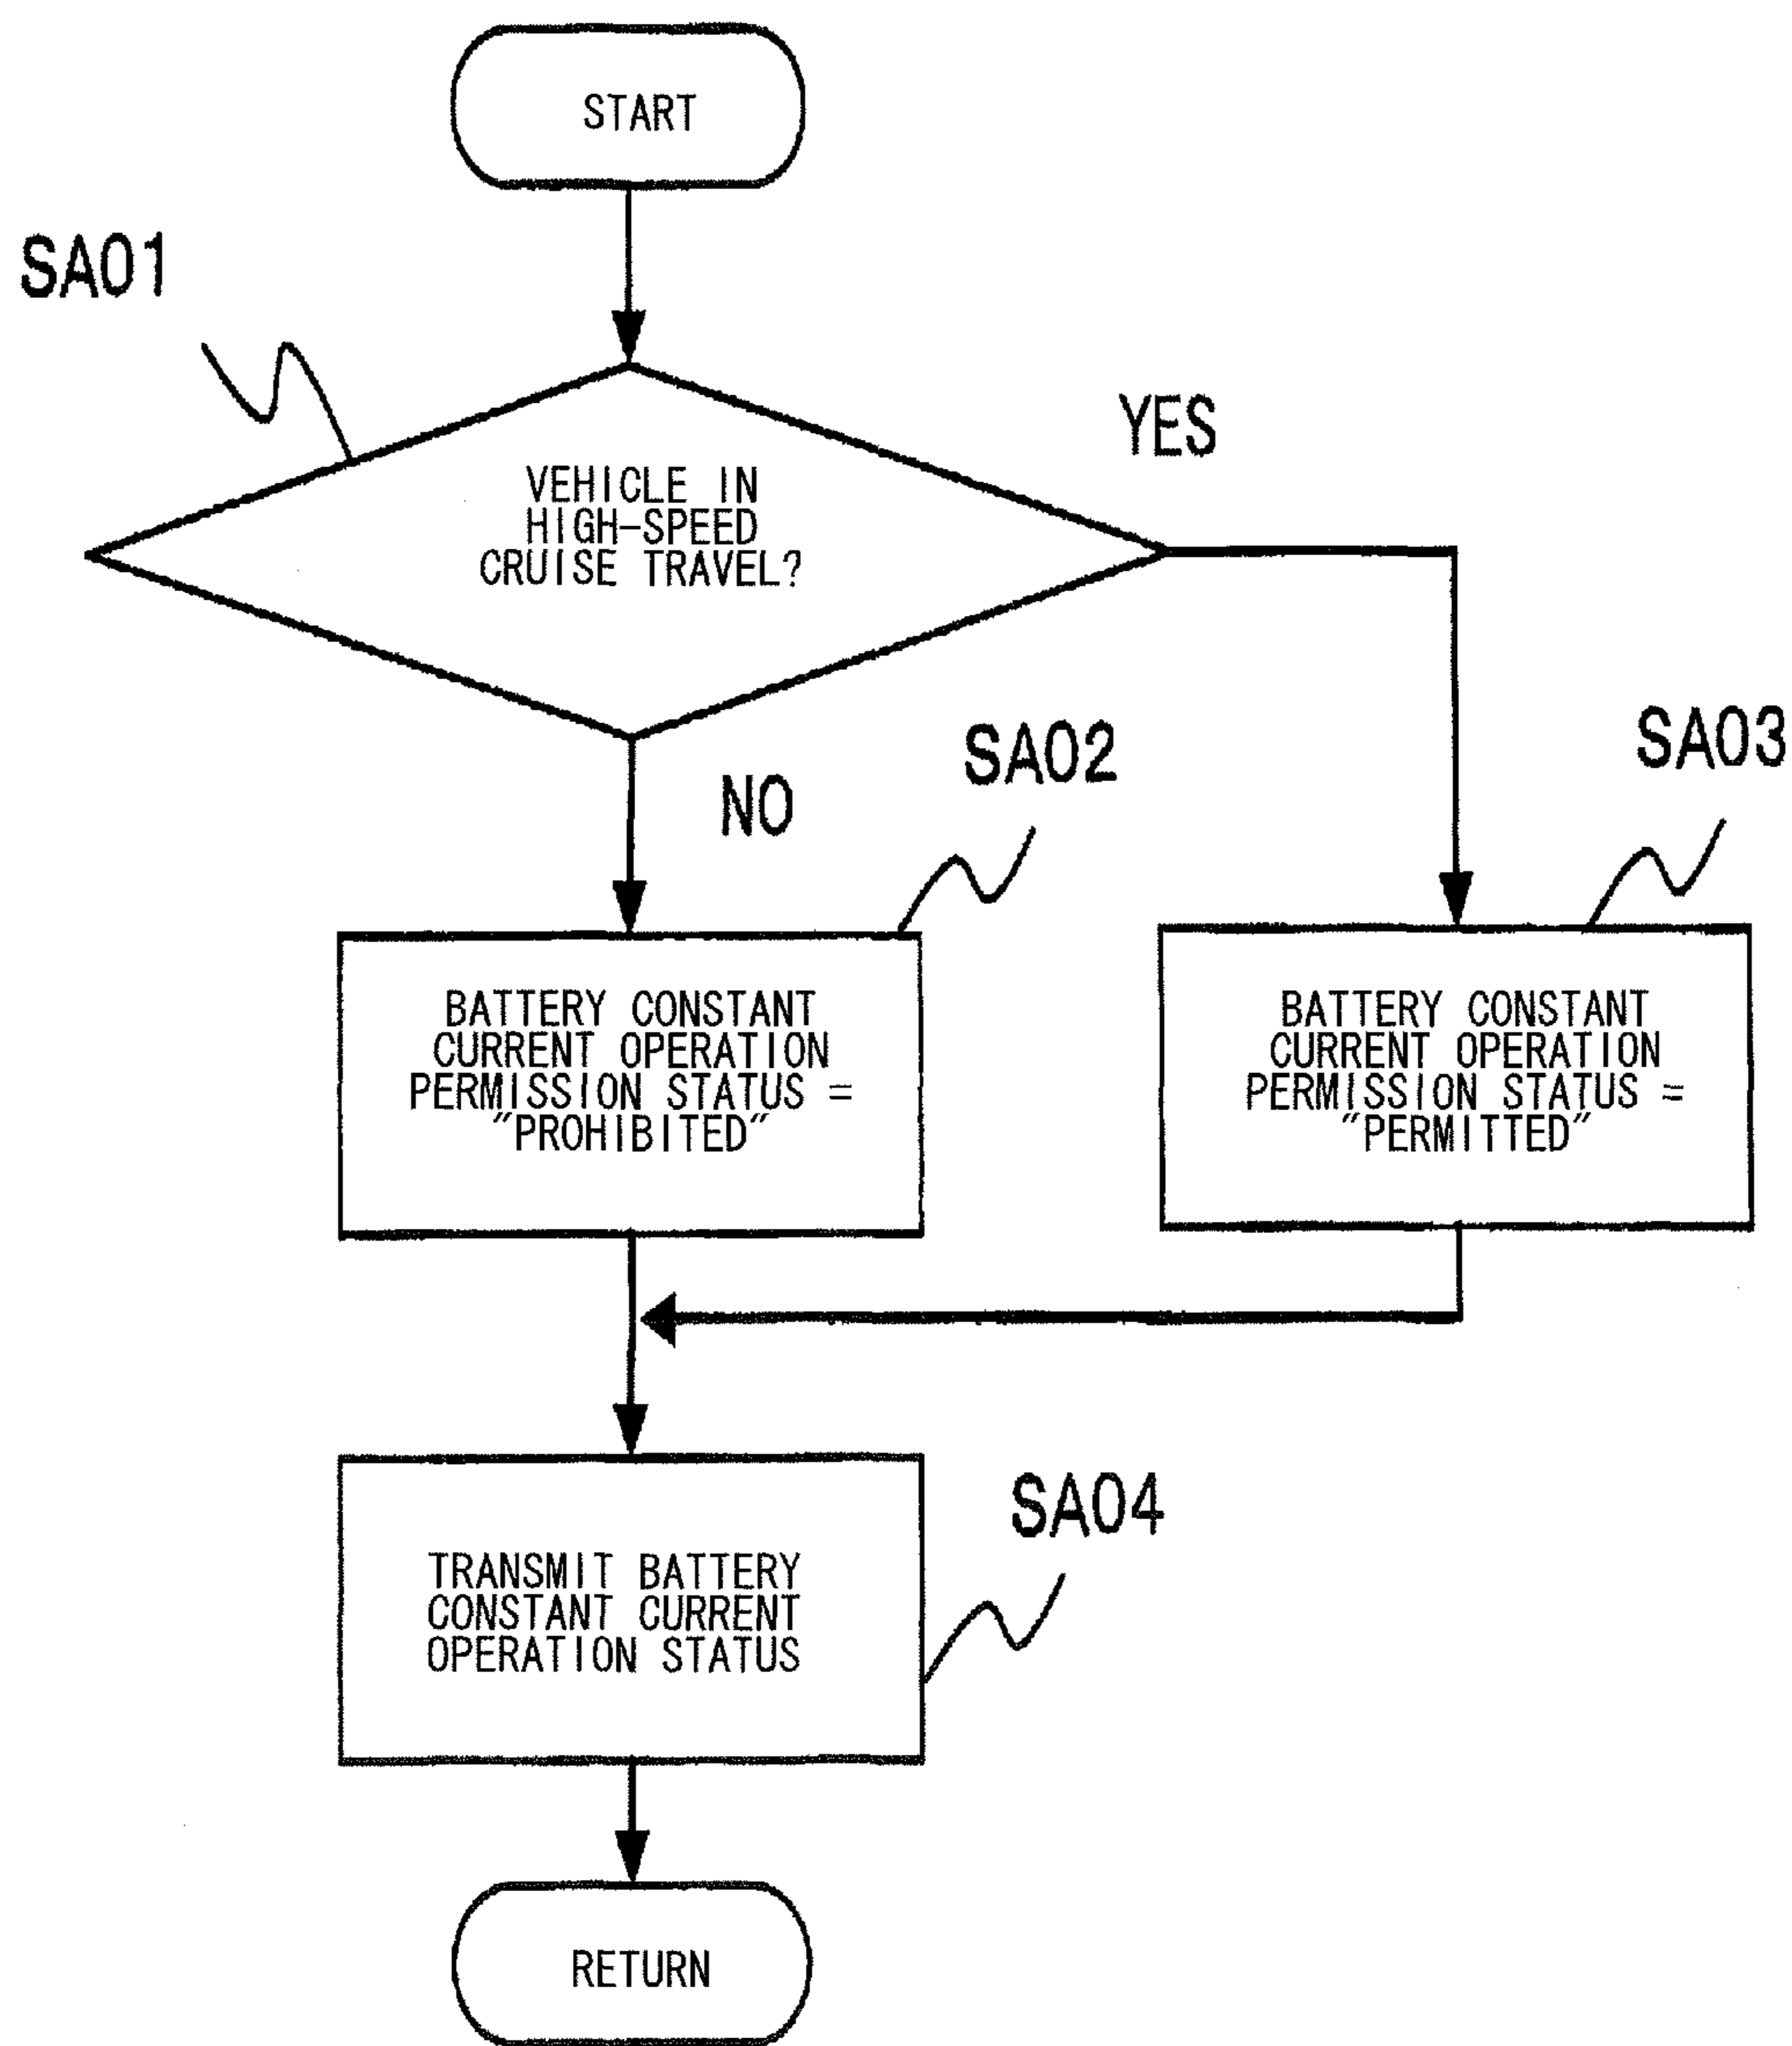 START
SA01
VEHICLE IN
HIGH-SPEED
CRUISE TRAVEL?
YES
NO
SA02
SA03
BATTERY CONSTANT
CURRENT OPERATION
PERMISSION STATUS =
"PROHIBITED"
BATTERY CONSTANT
CURRENT OPERATION
PERMISSION STATUS =
"PERMITTED"
SA04
TRANSMIT BATTERY
CONSTANT CURRENT
OPERATION STATUS
RETURN